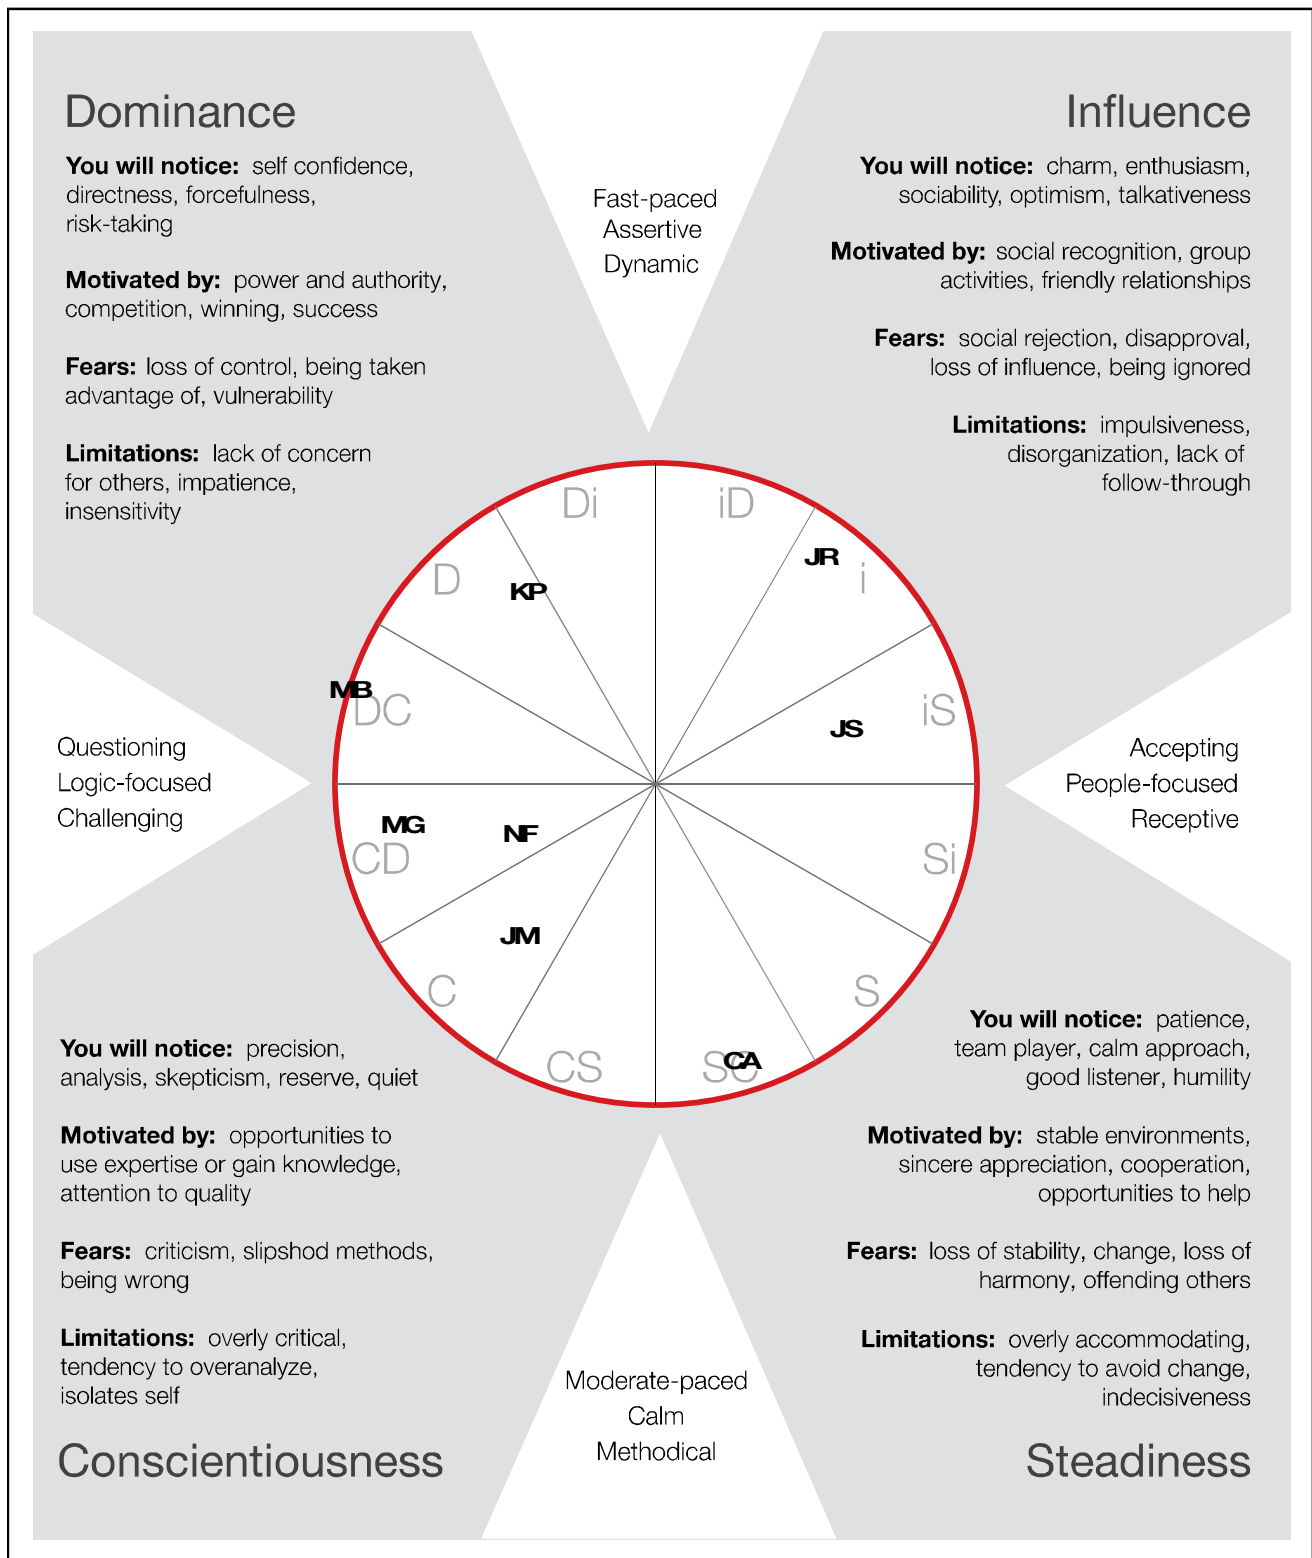 Dominance
You will notice: self confidence,
directness, forcefulness,
risk-taking
Motivated by: power and authority,
competition, winning, success
Fears: loss of control, being taken
advantage of, vulnerability
Limitations: lack of concern
for others, impatience,
insensitivity
Fast-paced
Assertive
Dynamic
Influence
You will notice: charm, enthusiasm,
sociability, optimism, talkativeness
Motivated by: social recognition, group
activities, friendly relationships
Fears: social rejection, disapproval,
loss of influence, being ignored
Limitations: impulsiveness,
disorganization, lack of
follow-through
Di
iD
D
KP
JR
i
MB
DC
JS
iS
Questioning
Logic-focused
Challenging
Accepting
People-focused
Receptive
MG
CD
NF
Si
JM
C
S
CS
SC
CA
You will notice: precision,
analysis, skepticism, reserve, quiet
Motivated by: opportunities to
use expertise or gain knowledge,
attention to quality
Fears: criticism, slipshod methods,
being wrong
Limitations: overly critical,
tendency to overanalyze,
isolates self
Conscientiousness
Moderate-paced
Calm
Methodical
You will notice: patience,
team player, calm approach,
good listener, humility
Motivated by: stable environments,
sincere appreciation, cooperation,
opportunities to help
Fears: loss of stability, change, loss of
harmony, offending others
Limitations: overly accommodating,
tendency to avoid change,
indecisiveness
Steadiness